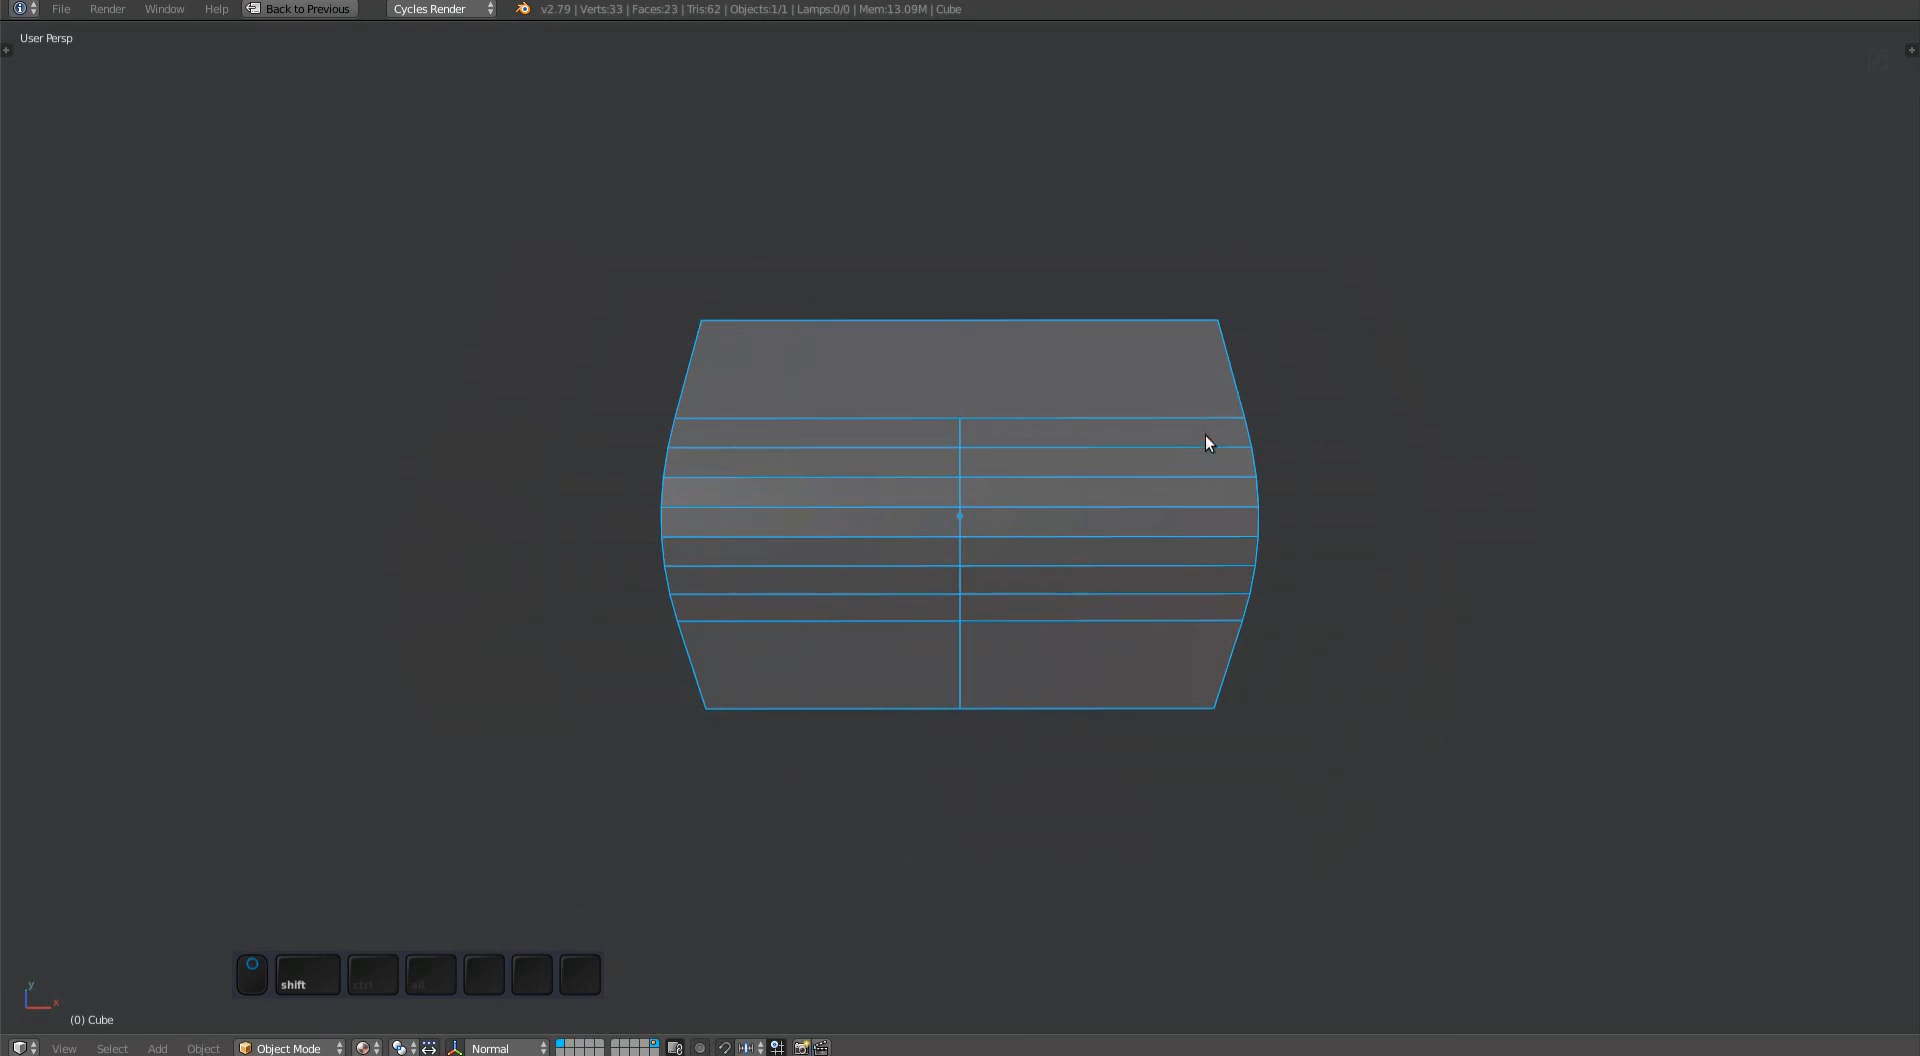 File Render Window Help Back to Previous Cycles Render v2.79 | Verts:33 | Faces:23 | Tris:62 | Objects:1/1 | Lamps:0/0 | Mem:13.09M | Cube
User Persp
shift ctrl alt
y
x
(0) Cube
View Select Add Object Object Mode Normal